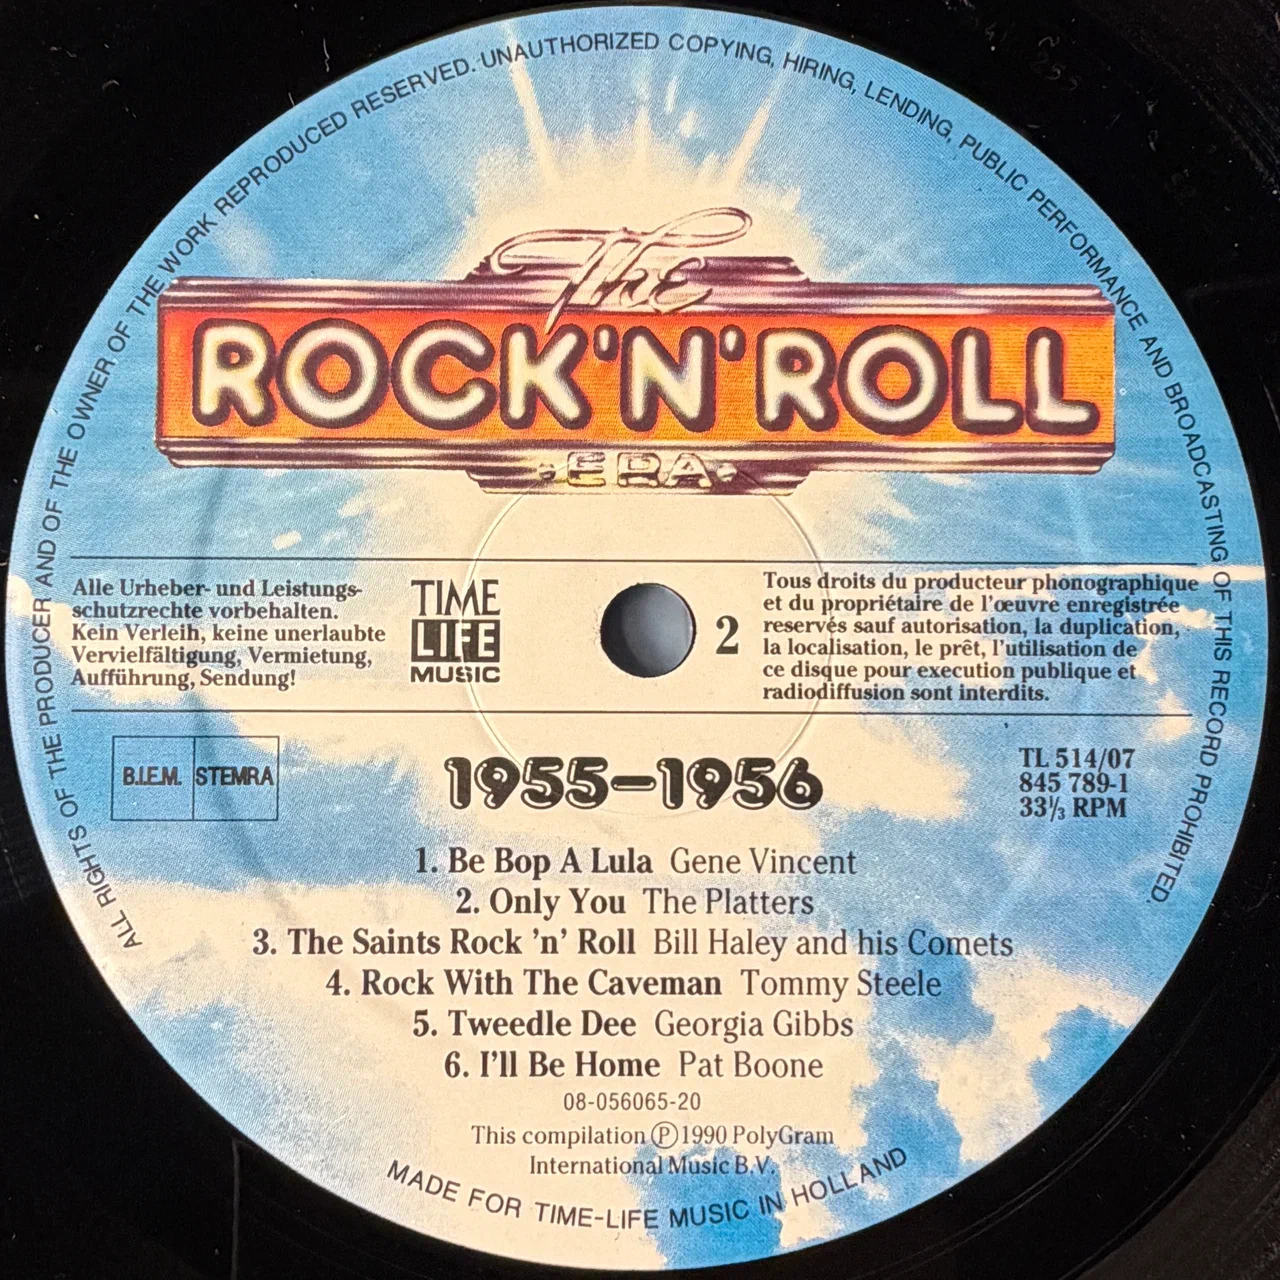 ALL RIGHTS OF THE PRODUCER AND OF THE OWNER OF THE WORK REPRODUCED RESERVED. UNAUTHORIZED COPYING, HIRING, LENDING, PUBLIC PERFORMANCE AND BROADCASTING OF THIS RECORD PROHIBITED.
The
ROCK'N'ROLL
·ERA·
Alle Urheber- und Leistungs-
schutzrechte vorbehalten.
Kein Verleih, keine unerlaubte
Vervielfältigung, Vermietung,
Aufführung, Sendung!
TIME
LIFE
MUSIC
2
Tous droits du producteur phonographique
et du propriétaire de l'œuvre enregistrée
reservés sauf autorisation, la duplication,
la localisation, le prêt, l'utilisation de
ce disque pour execution publique et
radiodiffusion sont interdits.
B.I.E.M. STEMRA
1955-1956
TL 514/07
845 789-1
33⅓ RPM
1. Be Bop A Lula Gene Vincent
2. Only You The Platters
3. The Saints Rock 'n' Roll Bill Haley and his Comets
4. Rock With The Caveman Tommy Steele
5. Tweedle Dee Georgia Gibbs
6. I'll Be Home Pat Boone
08-056065-20
This compilation ℗ 1990 PolyGram
International Music B.V.
MADE FOR TIME-LIFE MUSIC IN HOLLAND